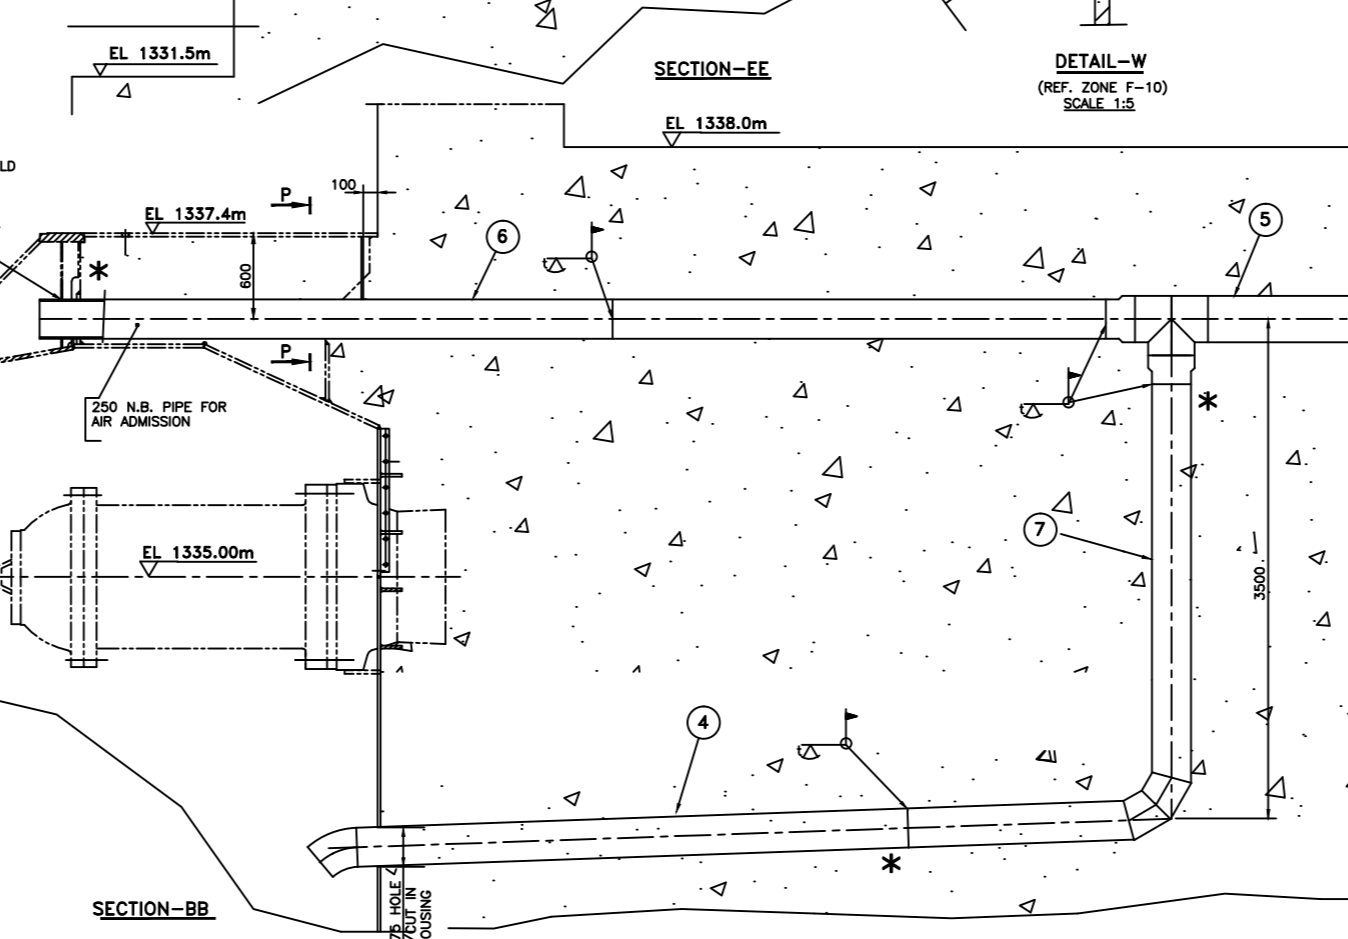 EL 1331.5m
SECTION-EE
DETAIL-W
(REF. ZONE F-10)
SCALE 1:5
EL 1338.0m
LD
100
P
EL 1337.4m
6
5
600
P
250 N.B. PIPE FOR
AIR ADMISSION
7
EL 1335.00m
3500
4
75 HOLE
CUT IN
OUSING
SECTION-BB